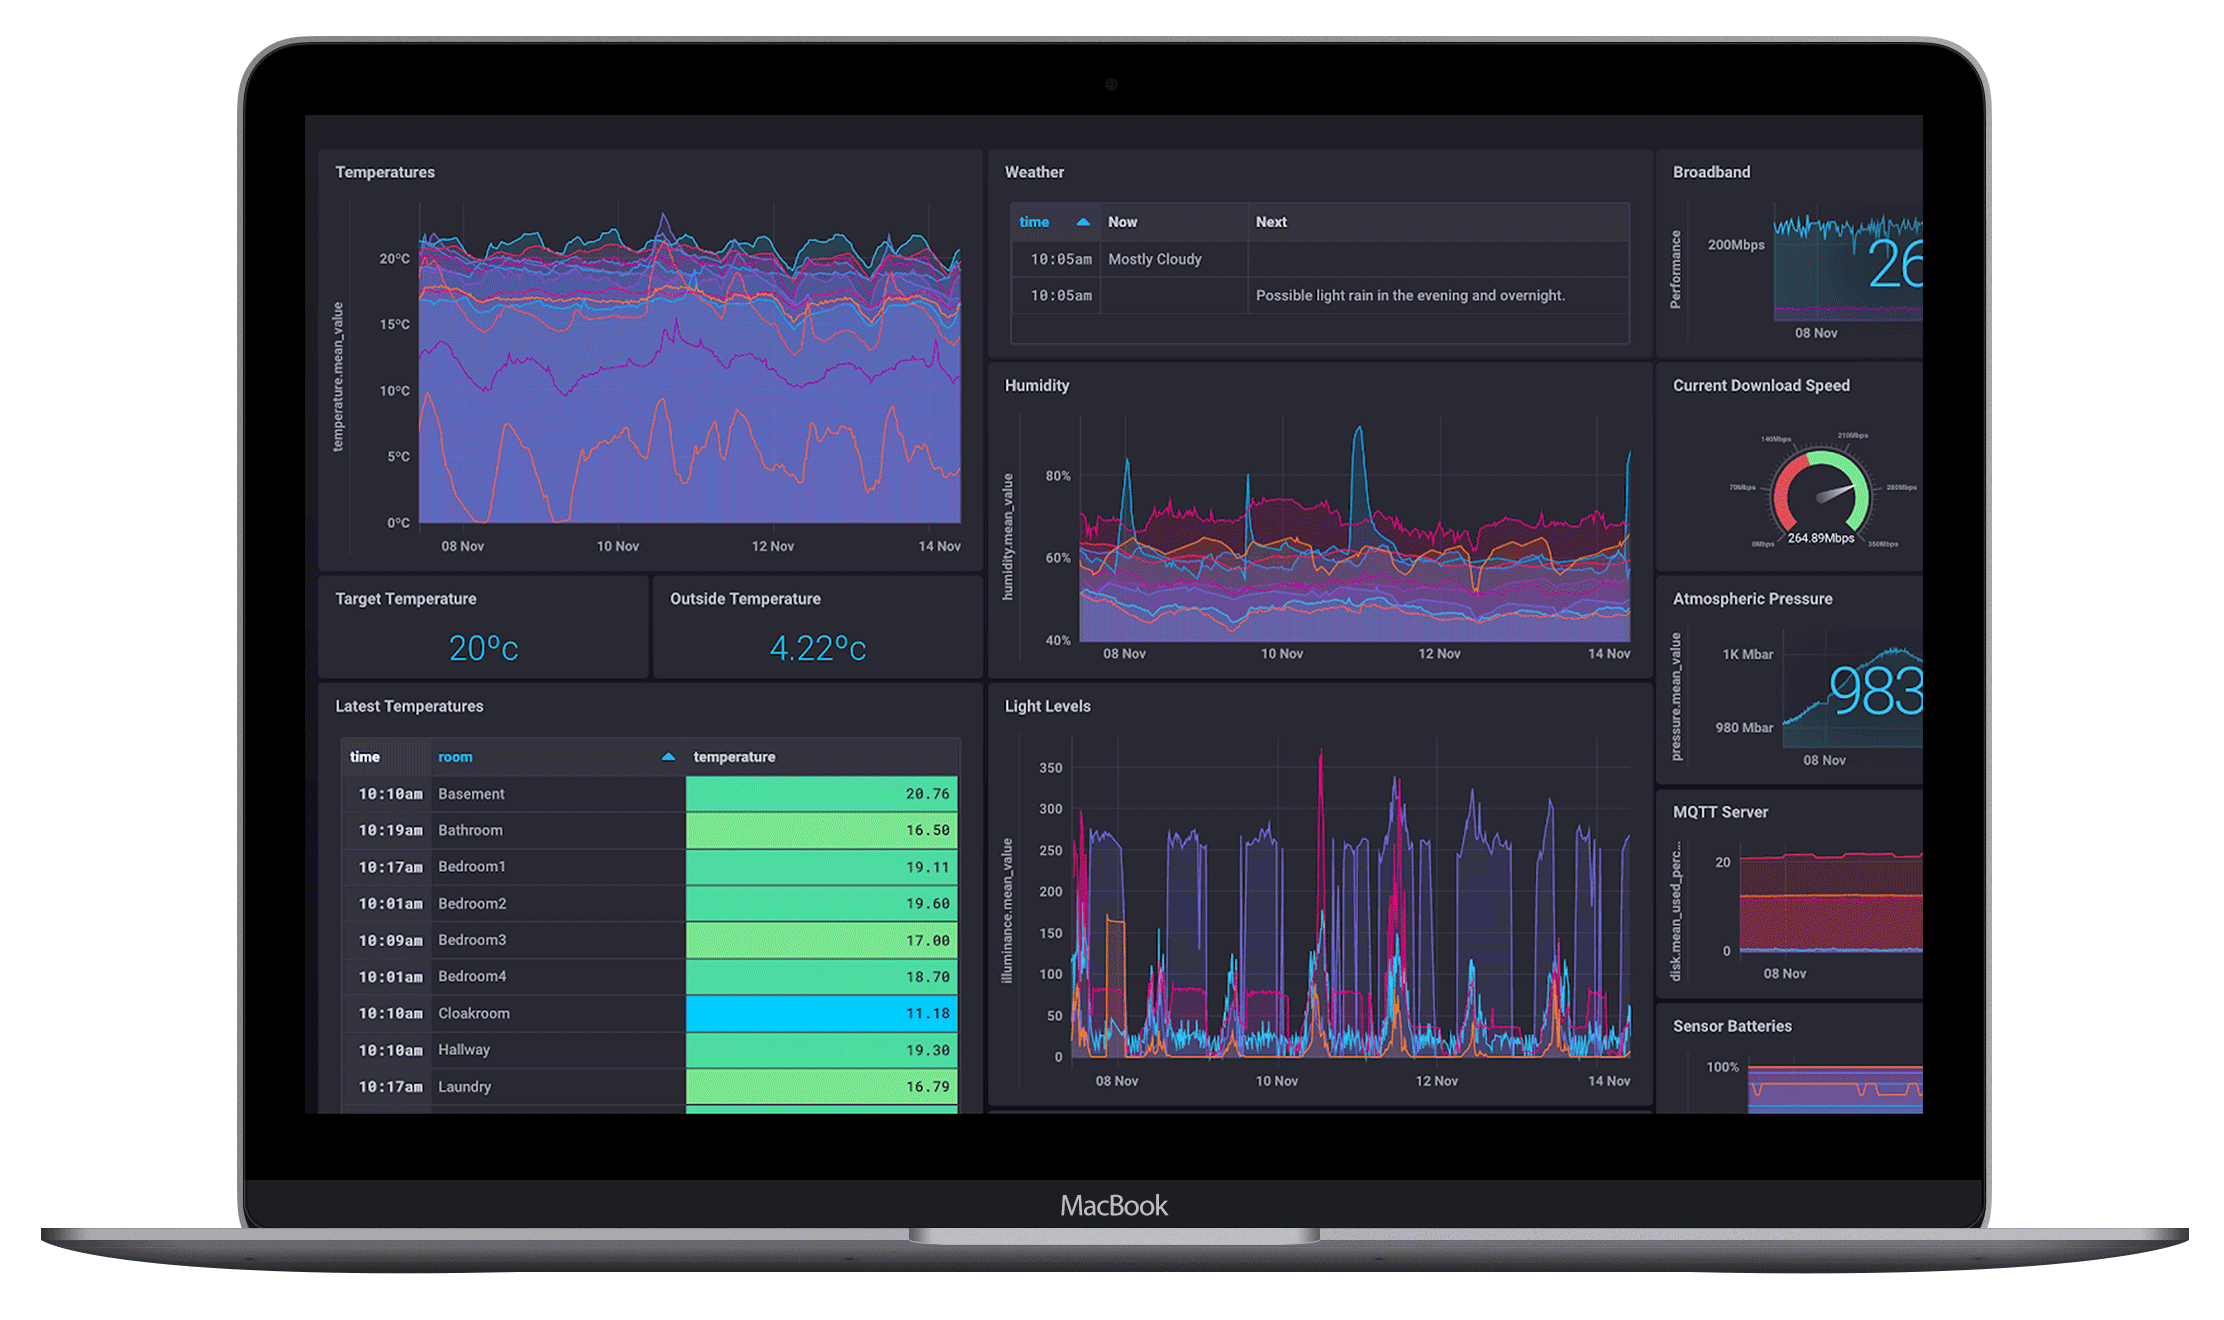 Temperatures
temperature.mean_value
20ºC
15ºC
10ºC
5ºC
0ºC
08 Nov
10 Nov
12 Nov
14 Nov
Target Temperature
20ºC
Outside Temperature
4.22ºC
Latest Temperatures
time room temperature
10:10am Basement 20.76
10:19am Bathroom 16.50
10:17am Bedroom1 19.11
10:01am Bedroom2 19.60
10:09am Bedroom3 17.00
10:01am Bedroom4 18.70
10:10am Cloakroom 11.18
10:10am Hallway 19.30
10:17am Laundry 16.79
Weather
time Now Next
10:05am Mostly Cloudy
10:05am Possible light rain in the evening and overnight.
Humidity
humidity.mean_value
80%
60%
40%
08 Nov
10 Nov
12 Nov
14 Nov
Light Levels
illuminance.mean_value
350
300
250
200
150
100
50
0
08 Nov
10 Nov
12 Nov
14 Nov
Broadband
Performance
200Mbps
26
08 Nov
Current Download Speed
140Mbps
210Mbps
70Mbps
280Mbps
0Mbps
350Mbps
264.89Mbps
Atmospheric Pressure
pressure.mean_value
1K Mbar
980 Mbar
983
08 Nov
MQTT Server
disk.mean_used_perc...
20
0
08 Nov
Sensor Batteries
100%
MacBook